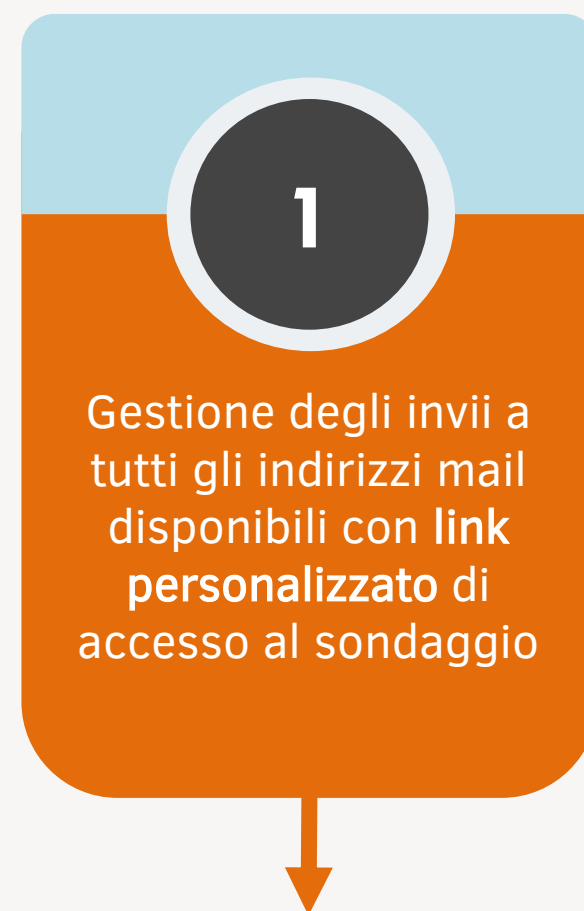 1
Gestione degli invii a
tutti gli indirizzi mail
disponibili con link
personalizzato di
accesso al sondaggio